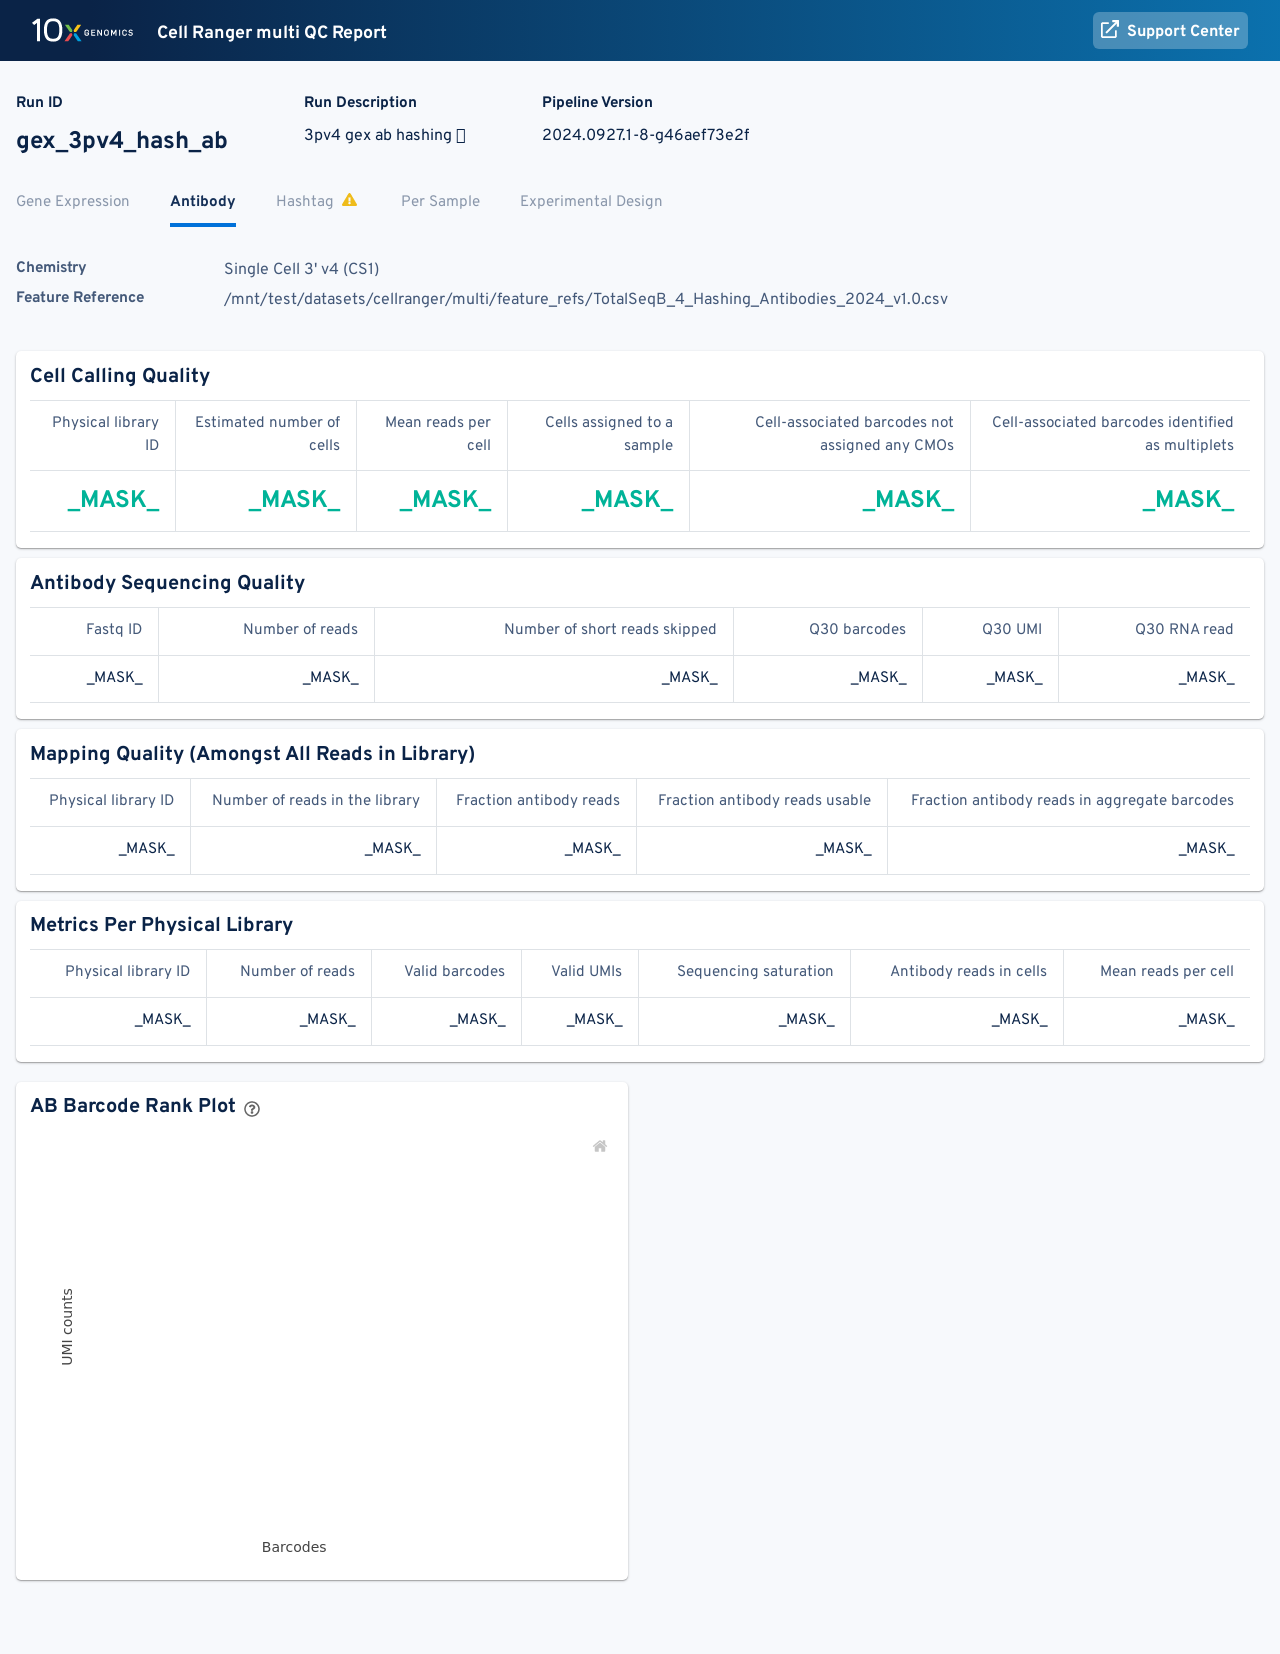 10x GENOMICS Cell Ranger multi QC Report Support Center
Run ID Run Description Pipeline Version
gex_3pv4_hash_ab 3pv4 gex ab hashing 2024.0927.1-8-g46aef73e2f
Gene Expression Antibody Hashtag Per Sample Experimental Design
Chemistry Single Cell 3' v4 (CS1)
Feature Reference /mnt/test/datasets/cellranger/multi/feature_refs/TotalSeqB_4_Hashing_Antibodies_2024_v1.0.csv
Cell Calling Quality
Physical library ID Estimated number of cells Mean reads per cell Cells assigned to a sample Cell-associated barcodes not assigned any CMOs Cell-associated barcodes identified as multiplets
_MASK_ _MASK_ _MASK_ _MASK_ _MASK_ _MASK_
Antibody Sequencing Quality
Fastq ID Number of reads Number of short reads skipped Q30 barcodes Q30 UMI Q30 RNA read
_MASK_ _MASK_ _MASK_ _MASK_ _MASK_ _MASK_
Mapping Quality (Amongst All Reads in Library)
Physical library ID Number of reads in the library Fraction antibody reads Fraction antibody reads usable Fraction antibody reads in aggregate barcodes
_MASK_ _MASK_ _MASK_ _MASK_ _MASK_
Metrics Per Physical Library
Physical library ID Number of reads Valid barcodes Valid UMIs Sequencing saturation Antibody reads in cells Mean reads per cell
_MASK_ _MASK_ _MASK_ _MASK_ _MASK_ _MASK_ _MASK_
AB Barcode Rank Plot
UMI counts
Barcodes